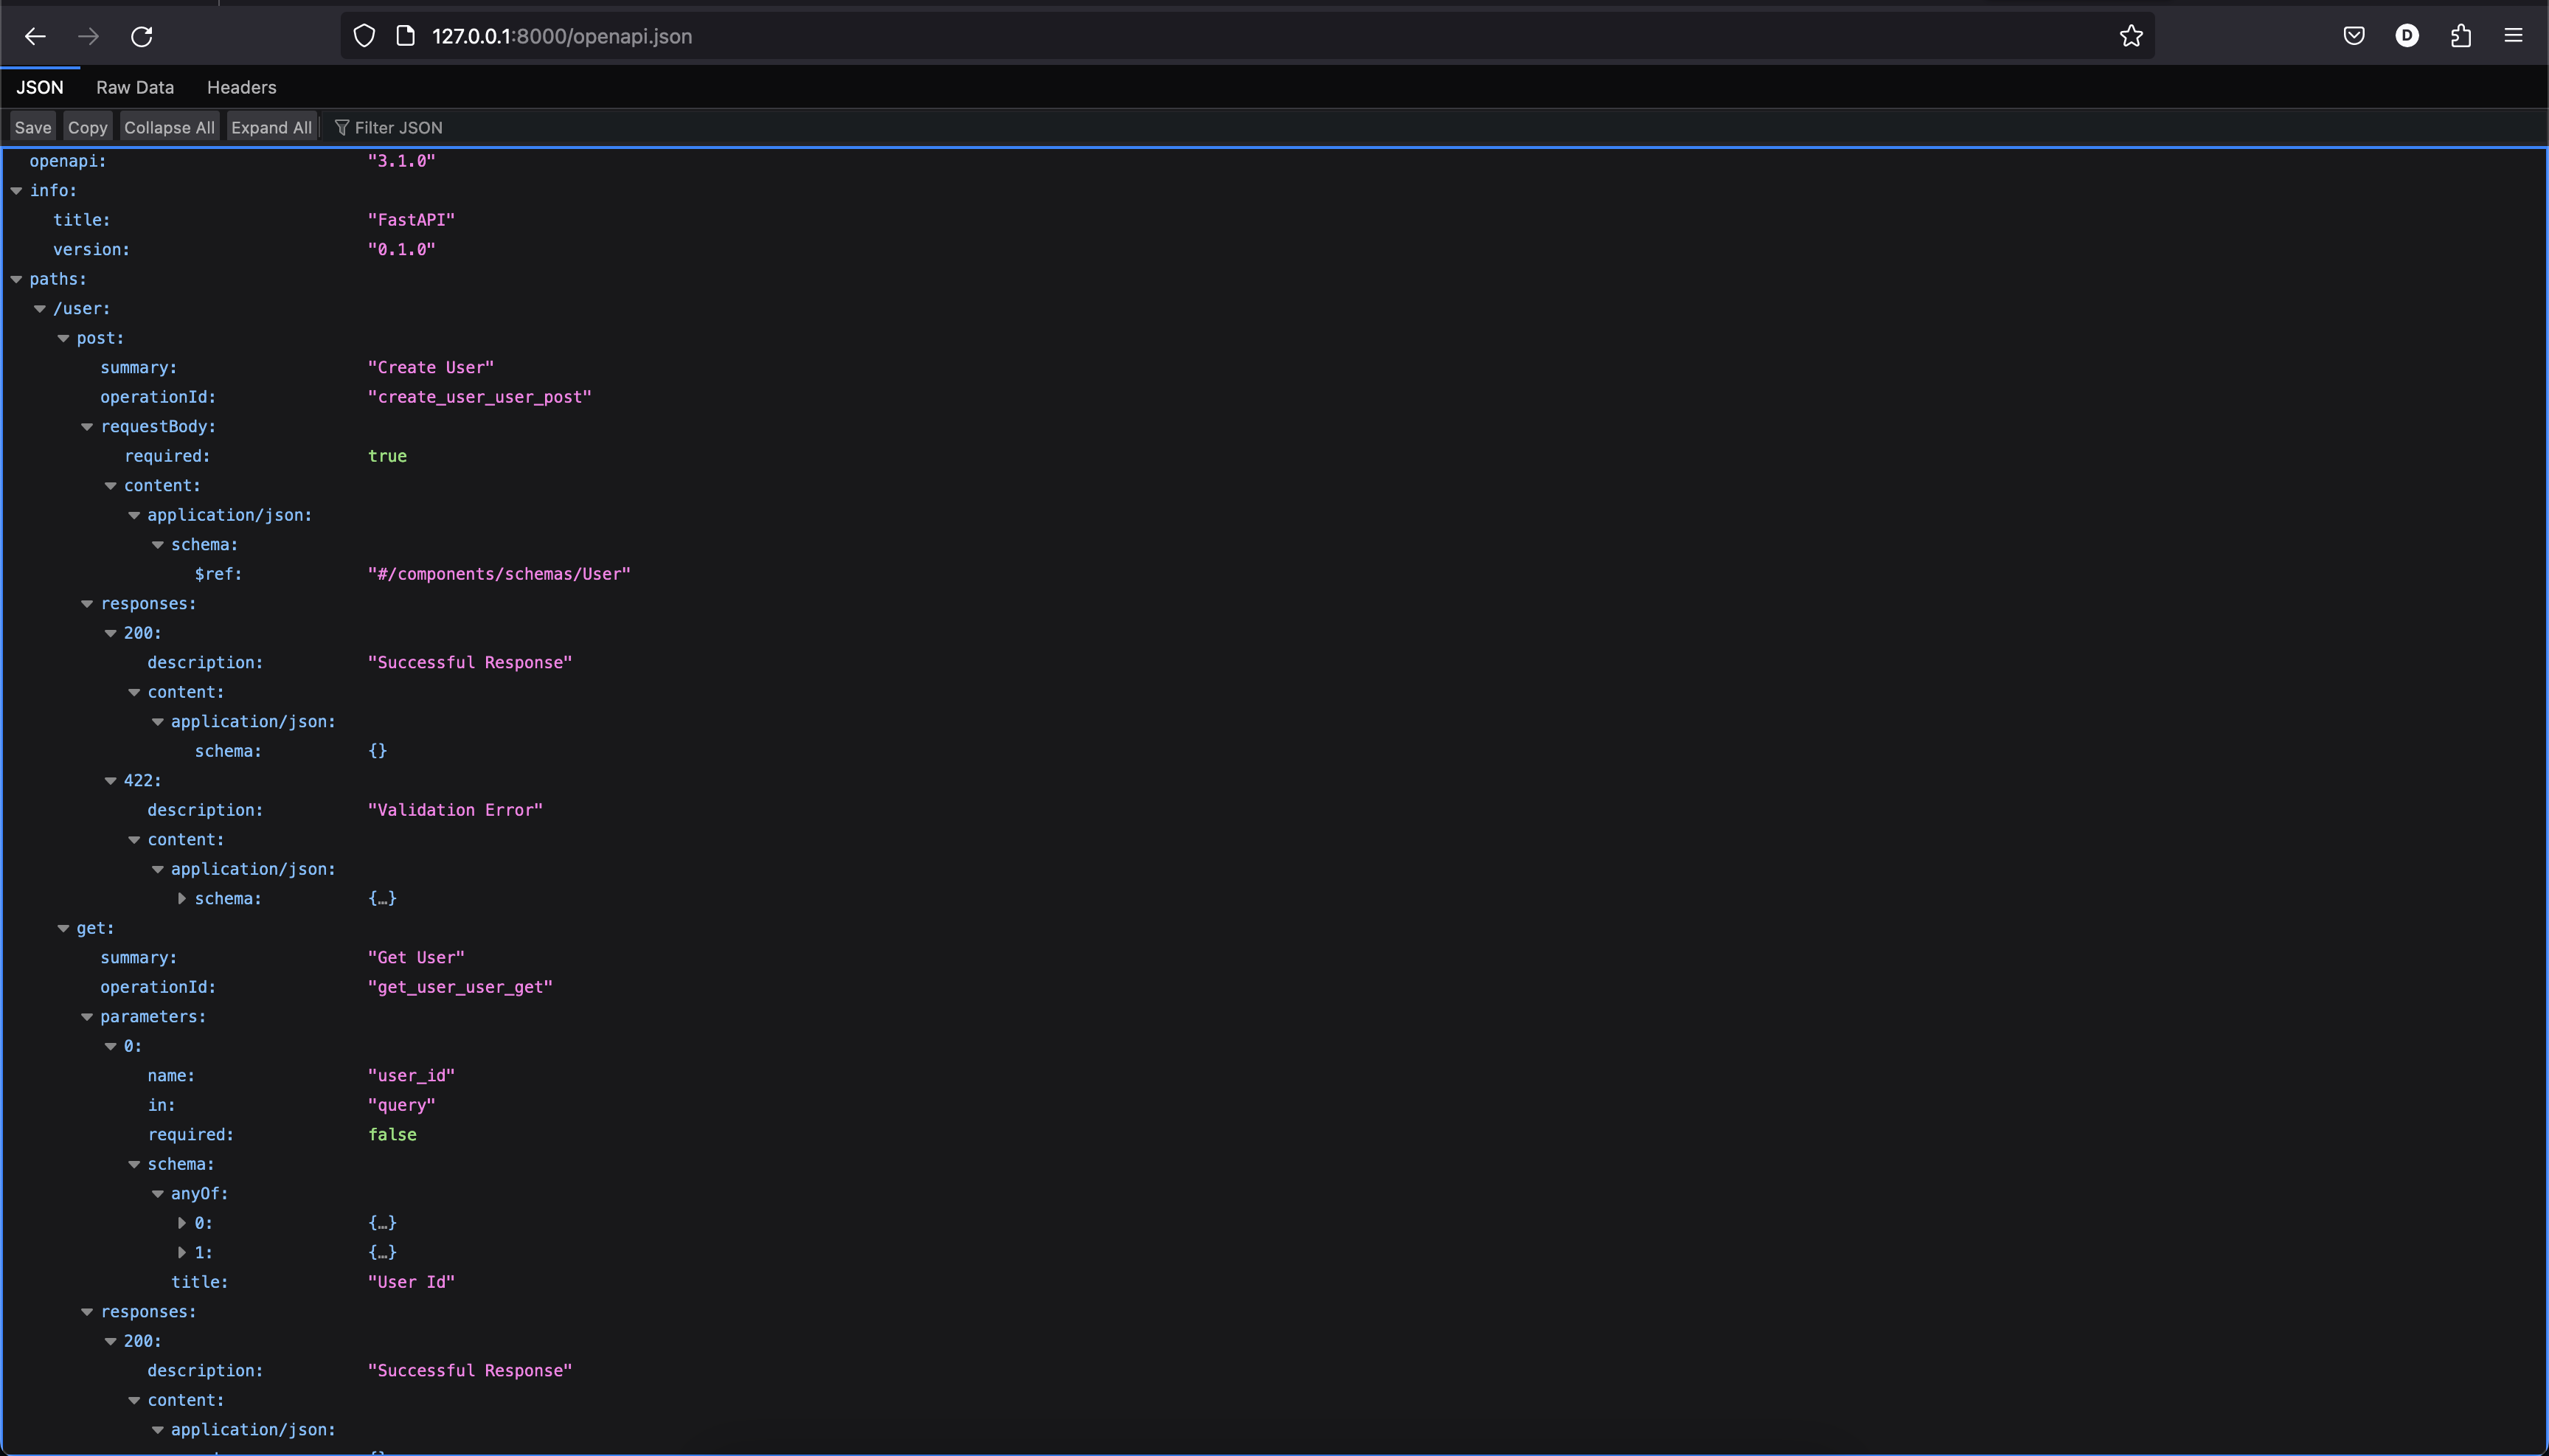 127.0.0.1:8000/openapi.json
D
JSON Raw Data Headers
Save Copy Collapse All Expand All Filter JSON
openapi: "3.1.0"
info:
title: "FastAPI"
version: "0.1.0"
paths:
/user:
post:
summary: "Create User"
operationId: "create_user_user_post"
requestBody:
required: true
content:
application/json:
schema:
$ref: "#/components/schemas/User"
responses:
200:
description: "Successful Response"
content:
application/json:
schema: {}
422:
description: "Validation Error"
content:
application/json:
schema: {…}
get:
summary: "Get User"
operationId: "get_user_user_get"
parameters:
0:
name: "user_id"
in: "query"
required: false
schema:
anyOf:
0: {…}
1: {…}
title: "User Id"
responses:
200:
description: "Successful Response"
content:
application/json: